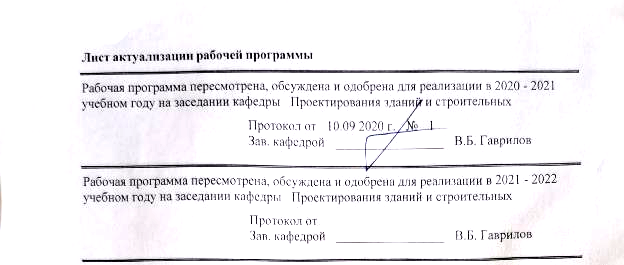 Лист актуализации рабочей программы
Рабочая программа пересмотрена, обсуждена и одобрена для реализации в 2020 - 2021
учебном году на заседании кафедры Проектирования зданий и строительных
Протокол от 10.09 2020 г. № 1
Зав. кафедрой В.Б. Гаврилов
Рабочая программа пересмотрена, обсуждена и одобрена для реализации в 2021 - 2022
учебном году на заседании кафедры Проектирования зданий и строительных
Протокол от
Зав. кафедрой В.Б. Гаврилов